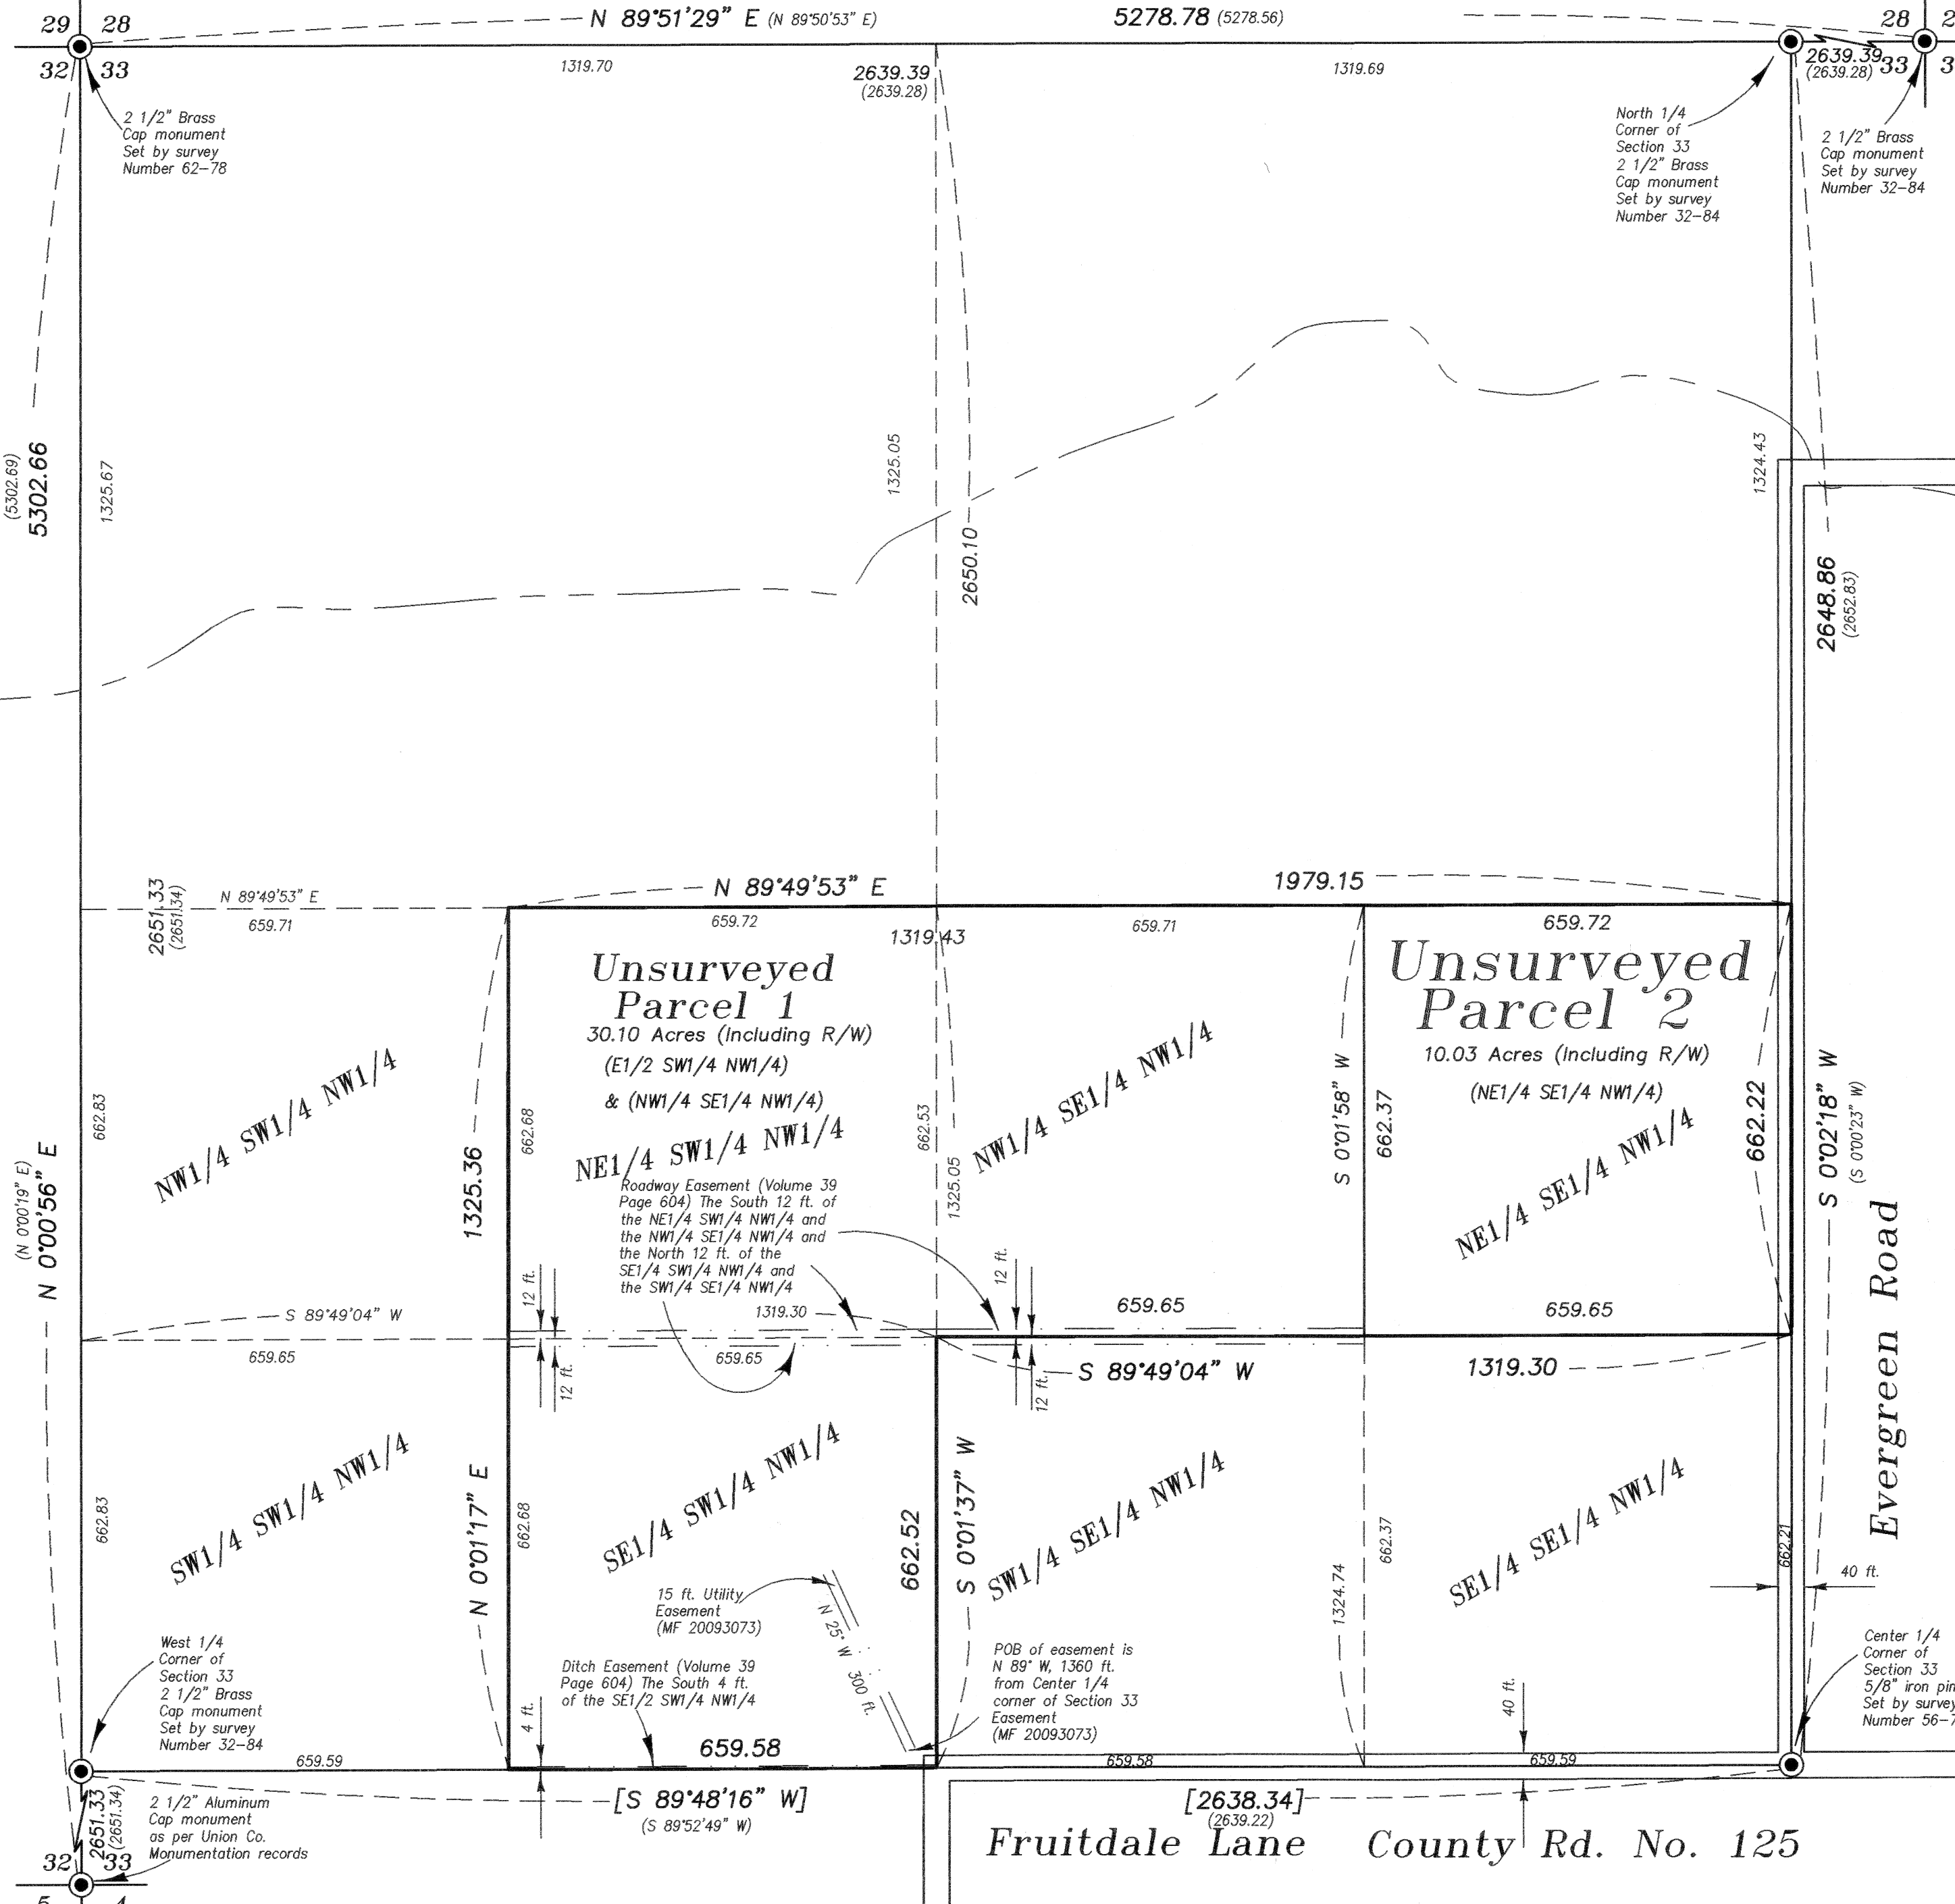 29 28
N 89°51'29" E (N 89°50'53" E)
5278.78 (5278.56)
28
32 33
1319.70
2639.39
(2639.28)
1319.69
2639.39
(2639.28)
33
2 1/2" Brass
Cap monument
Set by survey
Number 62-78
North 1/4
Corner of
Section 33
2 1/2" Brass
Cap monument
Set by survey
Number 32-84
2 1/2" Brass
Cap monument
Set by survey
Number 32-84
(5302.69)
5302.66
1325.67
1325.05
2650.10
1324.43
2648.86
(2652.83)
2651.33
(2651.34)
N 89°49'53" E
659.71
N 89°49'53" E
1979.15
659.72
1319.43
659.71
659.72
Unsurveyed
Parcel 1
30.10 Acres (Including R/W)
(E1/2 SW1/4 NW1/4)
& (NW1/4 SE1/4 NW1/4)
Unsurveyed
Parcel 2
10.03 Acres (Including R/W)
(NE1/4 SE1/4 NW1/4)
NW1/4 SW1/4 NW1/4
NE1/4 SW1/4 NW1/4
NW1/4 SE1/4 NW1/4
NE1/4 SE1/4 NW1/4
662.83
1325.36
662.68
662.53
1325.05
S 0°01'58" W
662.37
662.22
S 0°02'18" W
(S 0°00'23" W)
(N 0°00'19" E)
N 0°00'56" E
Roadway Easement (Volume 39
Page 604) The South 12 ft. of
the NE1/4 SW1/4 NW1/4 and
the NW1/4 SE1/4 NW1/4 and
the North 12 ft. of the
SE1/4 SW1/4 NW1/4 and
the SW1/4 SE1/4 NW1/4
12 ft.
12 ft.
S 89°49'04" W
1319.30
659.65
659.65
659.65
659.65
12 ft.
12 ft.
S 89°49'04" W
1319.30
Evergreen Road
SW1/4 SW1/4 NW1/4
SE1/4 SW1/4 NW1/4
SW1/4 SE1/4 NW1/4
SE1/4 SE1/4 NW1/4
662.83
N 0°01'17" E
662.68
662.52
S 0°01'37" W
1324.74
662.37
662.21
40 ft.
15 ft. Utility
Easement
(MF 20093073)
N 25° W 300 ft.
West 1/4
Corner of
Section 33
2 1/2" Brass
Cap monument
Set by survey
Number 32-84
Ditch Easement (Volume 39
Page 604) The South 4 ft.
of the SE1/2 SW1/4 NW1/4
POB of easement is
N 89° W, 1360 ft.
from Center 1/4
corner of Section 33
Easement
(MF 20093073)
Center 1/4
Corner of
Section 33
5/8" iron pin
Set by survey
Number 56-7
4 ft.
40 ft.
659.59
659.58
659.58
659.59
[S 89°48'16" W]
(S 89°52'49" W)
[2638.34]
(2639.22)
2651.33
(2651.34)
2 1/2" Aluminum
Cap monument
as per Union Co.
Monumentation records
Fruitdale Lane County Rd. No. 125
32 33
5 4